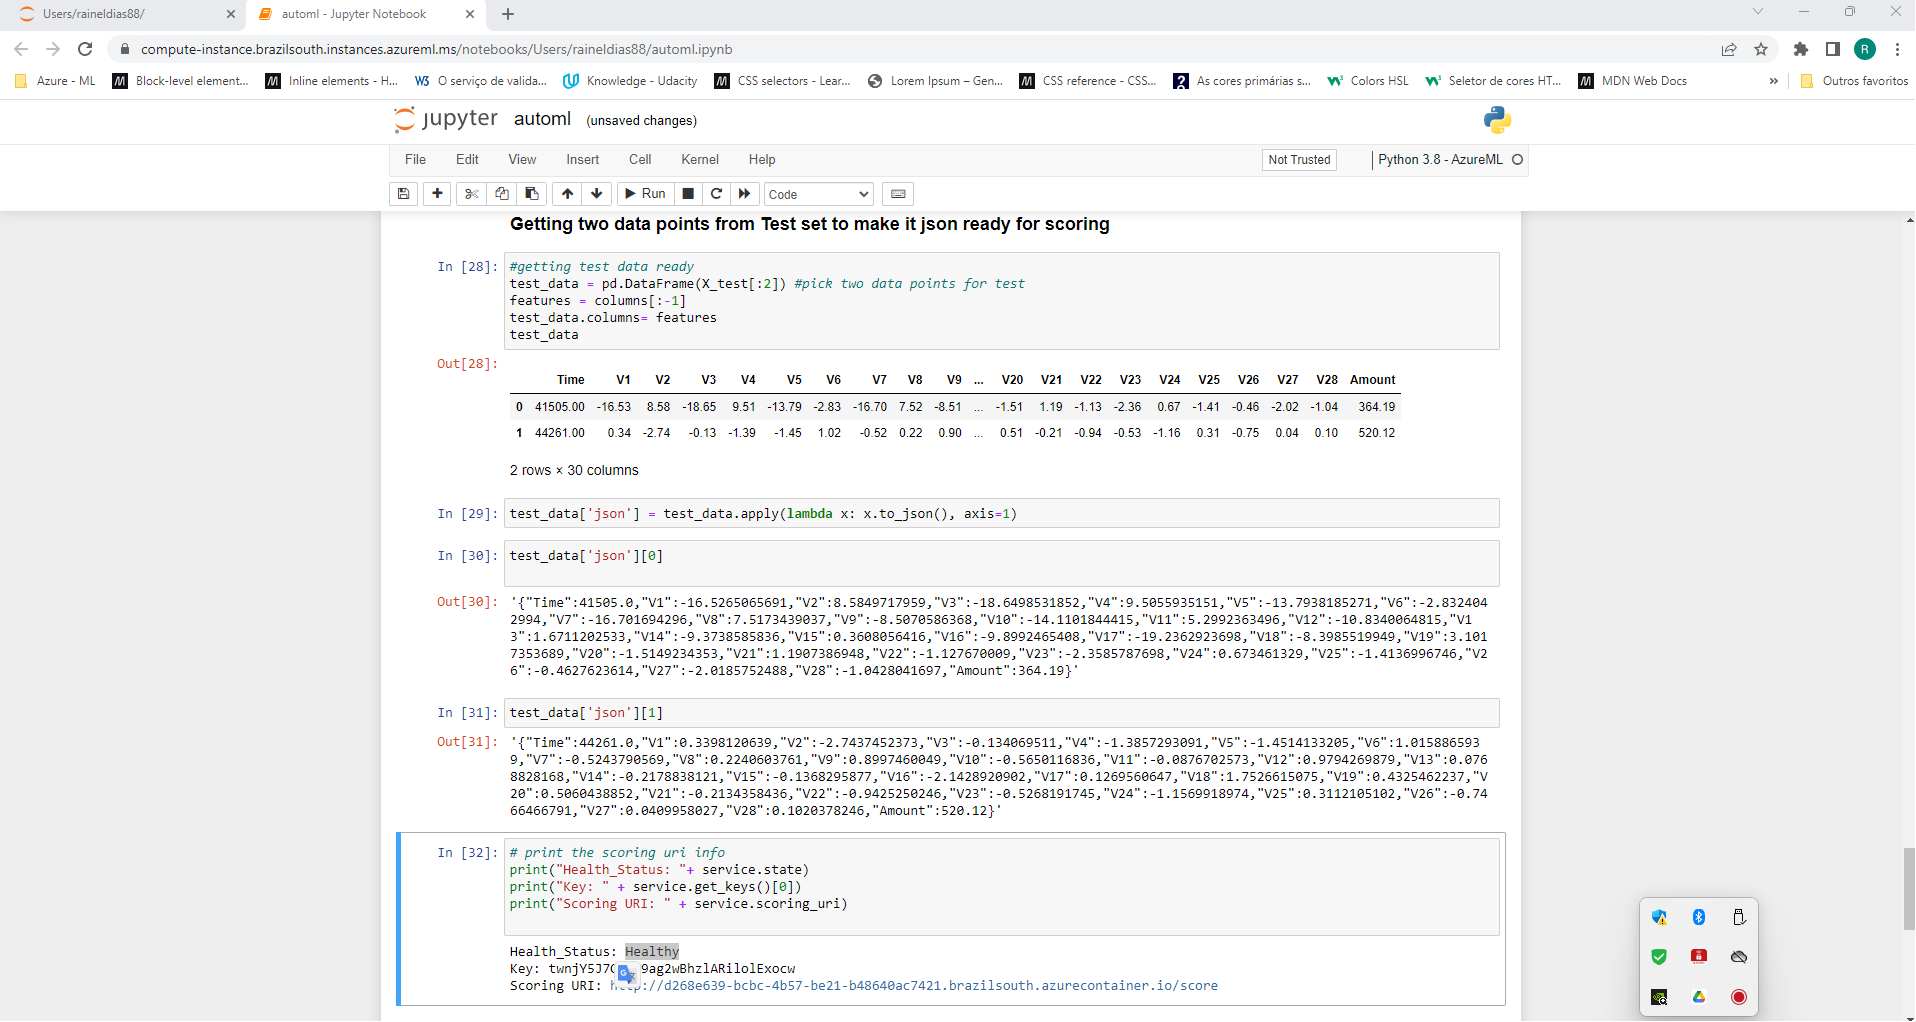 Users/raineldias88/
automl - Jupyter Notebook
compute-instance.brazilsouth.instances.azureml.ms/notebooks/Users/raineldias88/automl.ipynb
R
Azure - ML
Block-level element...
Inline elements - H...
O serviço de valida...
Knowledge - Udacity
CSS selectors - Lear...
Lorem Ipsum – Gen...
CSS reference - CSS...
As cores primárias s...
Colors HSL
Seletor de cores HT...
MDN Web Docs
»
Outros favoritos
jupyter automl (unsaved changes)
File Edit View Insert Cell Kernel Help
Not Trusted
Python 3.8 - AzureML
Run
Code
Getting two data points from Test set to make it json ready for scoring
In [28]: #getting test data ready
test_data = pd.DataFrame(X_test[:2]) #pick two data points for test
features = columns[:-1]
test_data.columns= features
test_data
Out[28]:
Time V1 V2 V3 V4 V5 V6 V7 V8 V9 ... V20 V21 V22 V23 V24 V25 V26 V27 V28 Amount
0 41505.00 -16.53 8.58 -18.65 9.51 -13.79 -2.83 -16.70 7.52 -8.51 ... -1.51 1.19 -1.13 -2.36 0.67 -1.41 -0.46 -2.02 -1.04 364.19
1 44261.00 0.34 -2.74 -0.13 -1.39 -1.45 1.02 -0.52 0.22 0.90 ... 0.51 -0.21 -0.94 -0.53 -1.16 0.31 -0.75 0.04 0.10 520.12
2 rows × 30 columns
In [29]: test_data['json'] = test_data.apply(lambda x: x.to_json(), axis=1)
In [30]: test_data['json'][0]
Out[30]: '{"Time":41505.0,"V1":-16.5265065691,"V2":8.5849717959,"V3":-18.6498531852,"V4":9.5055935151,"V5":-13.7938185271,"V6":-2.832404
2994,"V7":-16.701694296,"V8":7.5173439037,"V9":-8.5070586368,"V10":-14.1101844415,"V11":5.2992363496,"V12":-10.8340064815,"V1
3":1.6711202533,"V14":-9.3738585836,"V15":0.3608056416,"V16":-9.8992465408,"V17":-19.2362923698,"V18":-8.3985519949,"V19":3.101
7353689,"V20":-1.5149234353,"V21":1.1907386948,"V22":-1.127670009,"V23":-2.3585787698,"V24":0.673461329,"V25":-1.4136996746,"V2
6":-0.4627623614,"V27":-2.0185752488,"V28":-1.0428041697,"Amount":364.19}'
In [31]: test_data['json'][1]
Out[31]: '{"Time":44261.0,"V1":0.3398120639,"V2":-2.7437452373,"V3":-0.134069511,"V4":-1.3857293091,"V5":-1.4514133205,"V6":1.015886593
9,"V7":-0.5243790569,"V8":0.2240603761,"V9":0.8997460049,"V10":-0.5650116836,"V11":-0.0876702573,"V12":0.9794269879,"V13":0.076
8828168,"V14":-0.2178838121,"V15":-0.1368295877,"V16":-2.1428920902,"V17":0.1269560647,"V18":1.7526615075,"V19":0.4325462237,"V
20":0.5060438852,"V21":-0.2134358436,"V22":-0.9425250246,"V23":-0.5268191745,"V24":-1.1569918974,"V25":0.3112105102,"V26":-0.74
66466791,"V27":0.0409958027,"V28":0.1020378246,"Amount":520.12}'
In [32]: # print the scoring uri info
print("Health_Status: "+ service.state)
print("Key: " + service.get_keys()[0])
print("Scoring URI: " + service.scoring_uri)
Health_Status: Healthy
Key: twnjY5J7 9ag2wBhzlARilolExocw
Scoring URI: http://d268e639-bcbc-4b57-be21-b48640ac7421.brazilsouth.azurecontainer.io/score